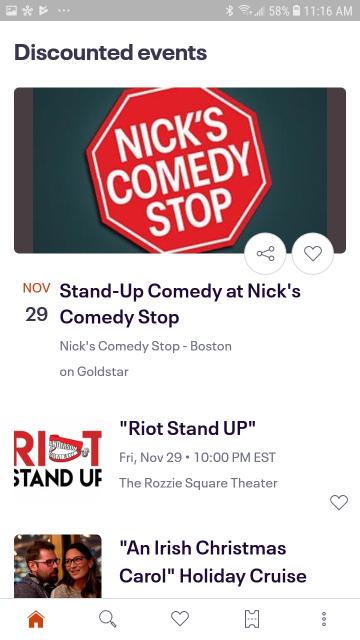 58% 11:16 AM
Discounted events
NICK'S
COMEDY
STOP
NOV
29
Stand-Up Comedy at Nick's
Comedy Stop
Nick's Comedy Stop - Boston
on Goldstar
RIOT
STAND UP
"Riot Stand UP"
Fri, Nov 29 • 10:00 PM EST
The Rozzie Square Theater
"An Irish Christmas
Carol" Holiday Cruise